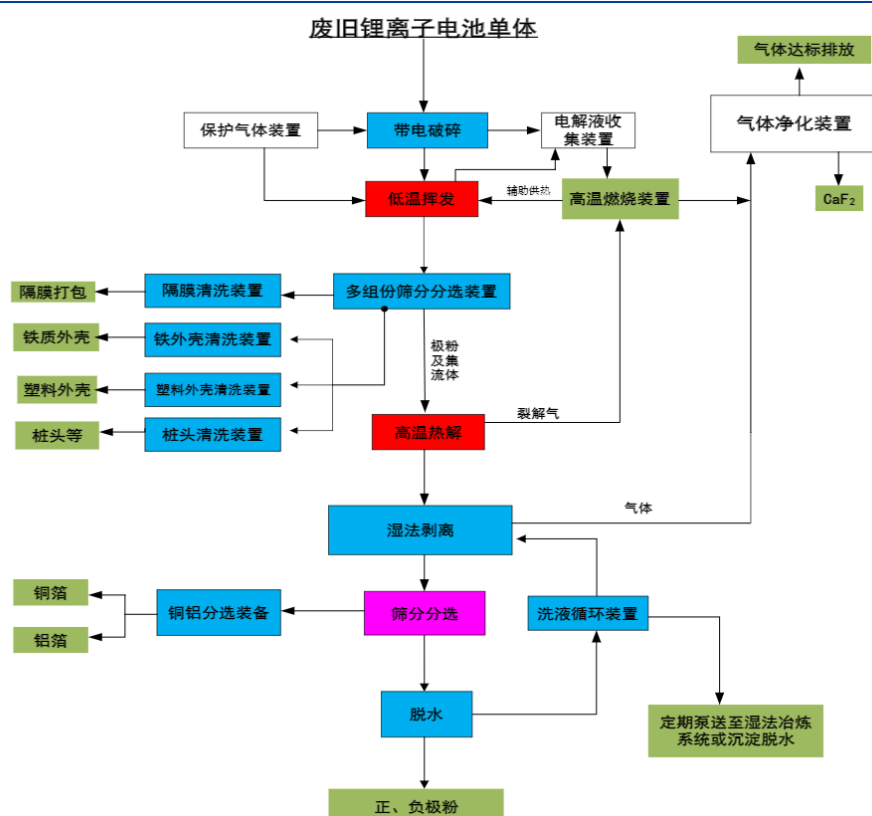 废旧锂离子电池单体
气体达标排放
保护气体装置
带电破碎
电解液收
集装置
气体净化装置
低温挥发
辅助供热
高温燃烧装置
CaF₂
隔膜打包
隔膜清洗装置
多组份筛分分选装置
铁质外壳
铁外壳清洗装置
极粉
及集
流体
塑料外壳
塑料外壳清洗装置
裂解气
桩头等
桩头清洗装置
高温热解
气体
湿法剥离
铜箔
铜铝分选装备
筛分分选
洗液循环装置
铝箔
脱水
定期泵送至湿法冶炼
系统或沉淀脱水
正、负极粉